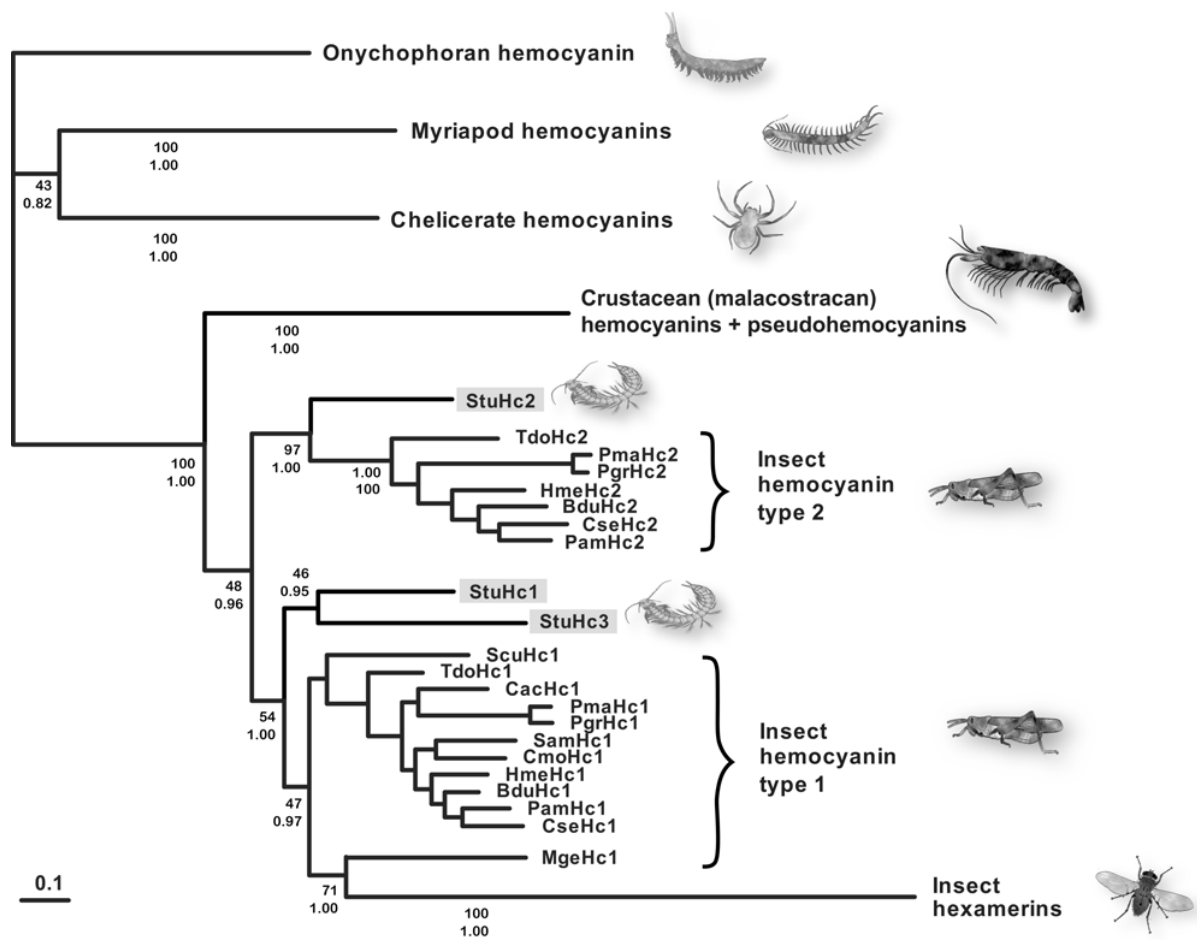 Onychophoran hemocyanin
Myriapod hemocyanins
100
1.00
43
0.82
Chelicerate hemocyanins
100
1.00
Crustacean (malacostracan)
hemocyanins + pseudohemocyanins
100
1.00
StuHc2
TdoHc2
97
1.00
1.00
100
PmaHc2
PgrHc2
HmeHc2
BduHc2
CseHc2
PamHc2
Insect
hemocyanin
type 2
100
1.00
48
0.96
46
0.95
StuHc1
StuHc3
ScuHc1
TdoHc1
CacHc1
PmaHc1
PgrHc1
SamHc1
CmoHc1
HmeHc1
BduHc1
PamHc1
CseHc1
MgeHc1
Insect
hemocyanin
type 1
54
1.00
47
0.97
71
1.00
100
1.00
Insect
hexamerins
0.1